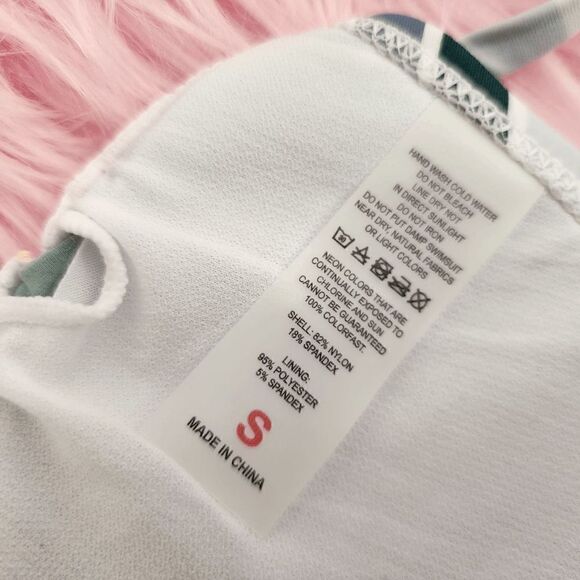 HAND WASH COLD WATER
DO NOT BLEACH
LINE DRY NOT
IN DIRECT SUNLIGHT
DO NOT IRON
DO NOT PUT DAMP SWIMSUIT
NEAR DRY, NATURAL FABRICS
OR LIGHT COLORS
NEON COLORS THAT ARE
CONTINUALLY EXPOSED TO
CHLORINE AND SUN
CANNOT BE GUARANTEED
100% COLORFAST.
SHELL: 82% NYLON
18% SPANDEX
LINING:
95% POLYESTER
5% SPANDEX
S
MADE IN CHINA